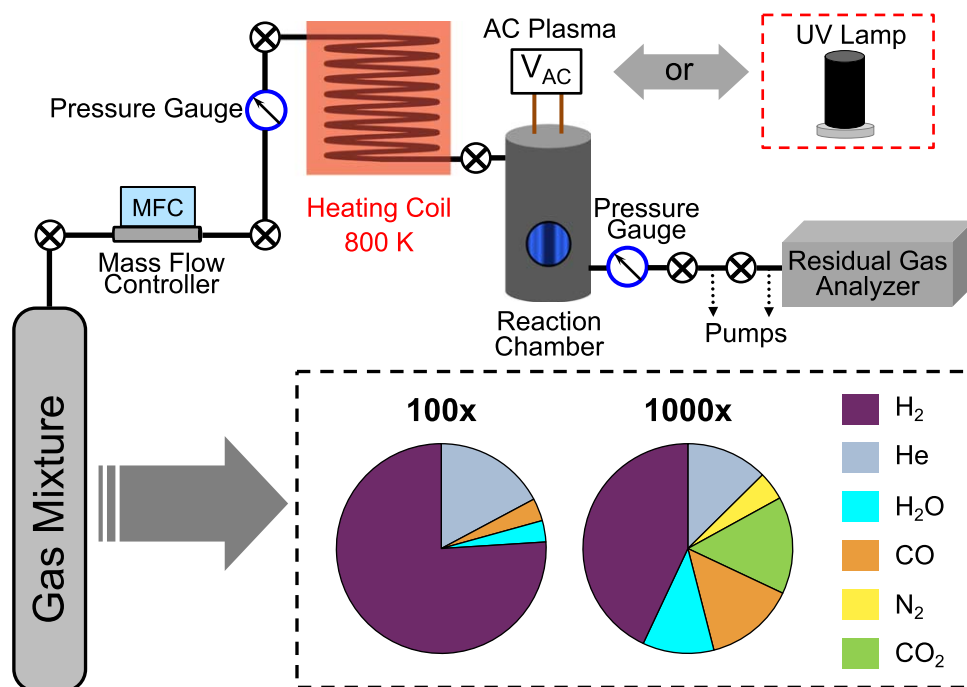 AC Plasma
V_AC
or
UV Lamp
Pressure Gauge
MFC
Mass Flow
Controller
Heating Coil
800 K
Pressure
Gauge
Residual Gas
Analyzer
Reaction
Chamber
Pumps
Gas Mixture
100x
1000x
H₂
He
H₂O
CO
N₂
CO₂